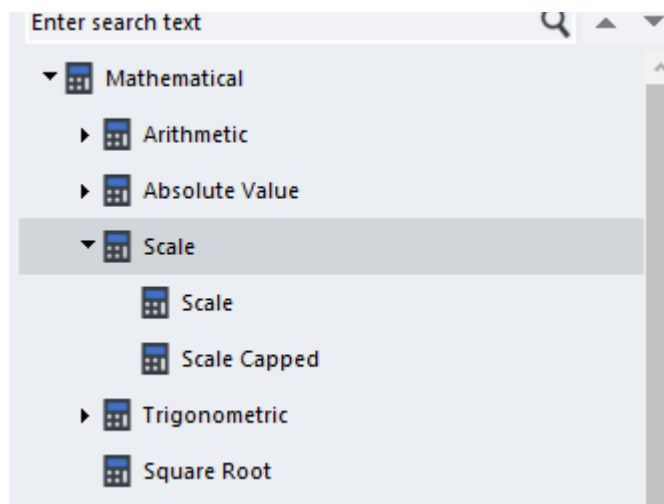 Enter search text
Mathematical
Arithmetic
Absolute Value
Scale
Scale
Scale Capped
Trigonometric
Square Root